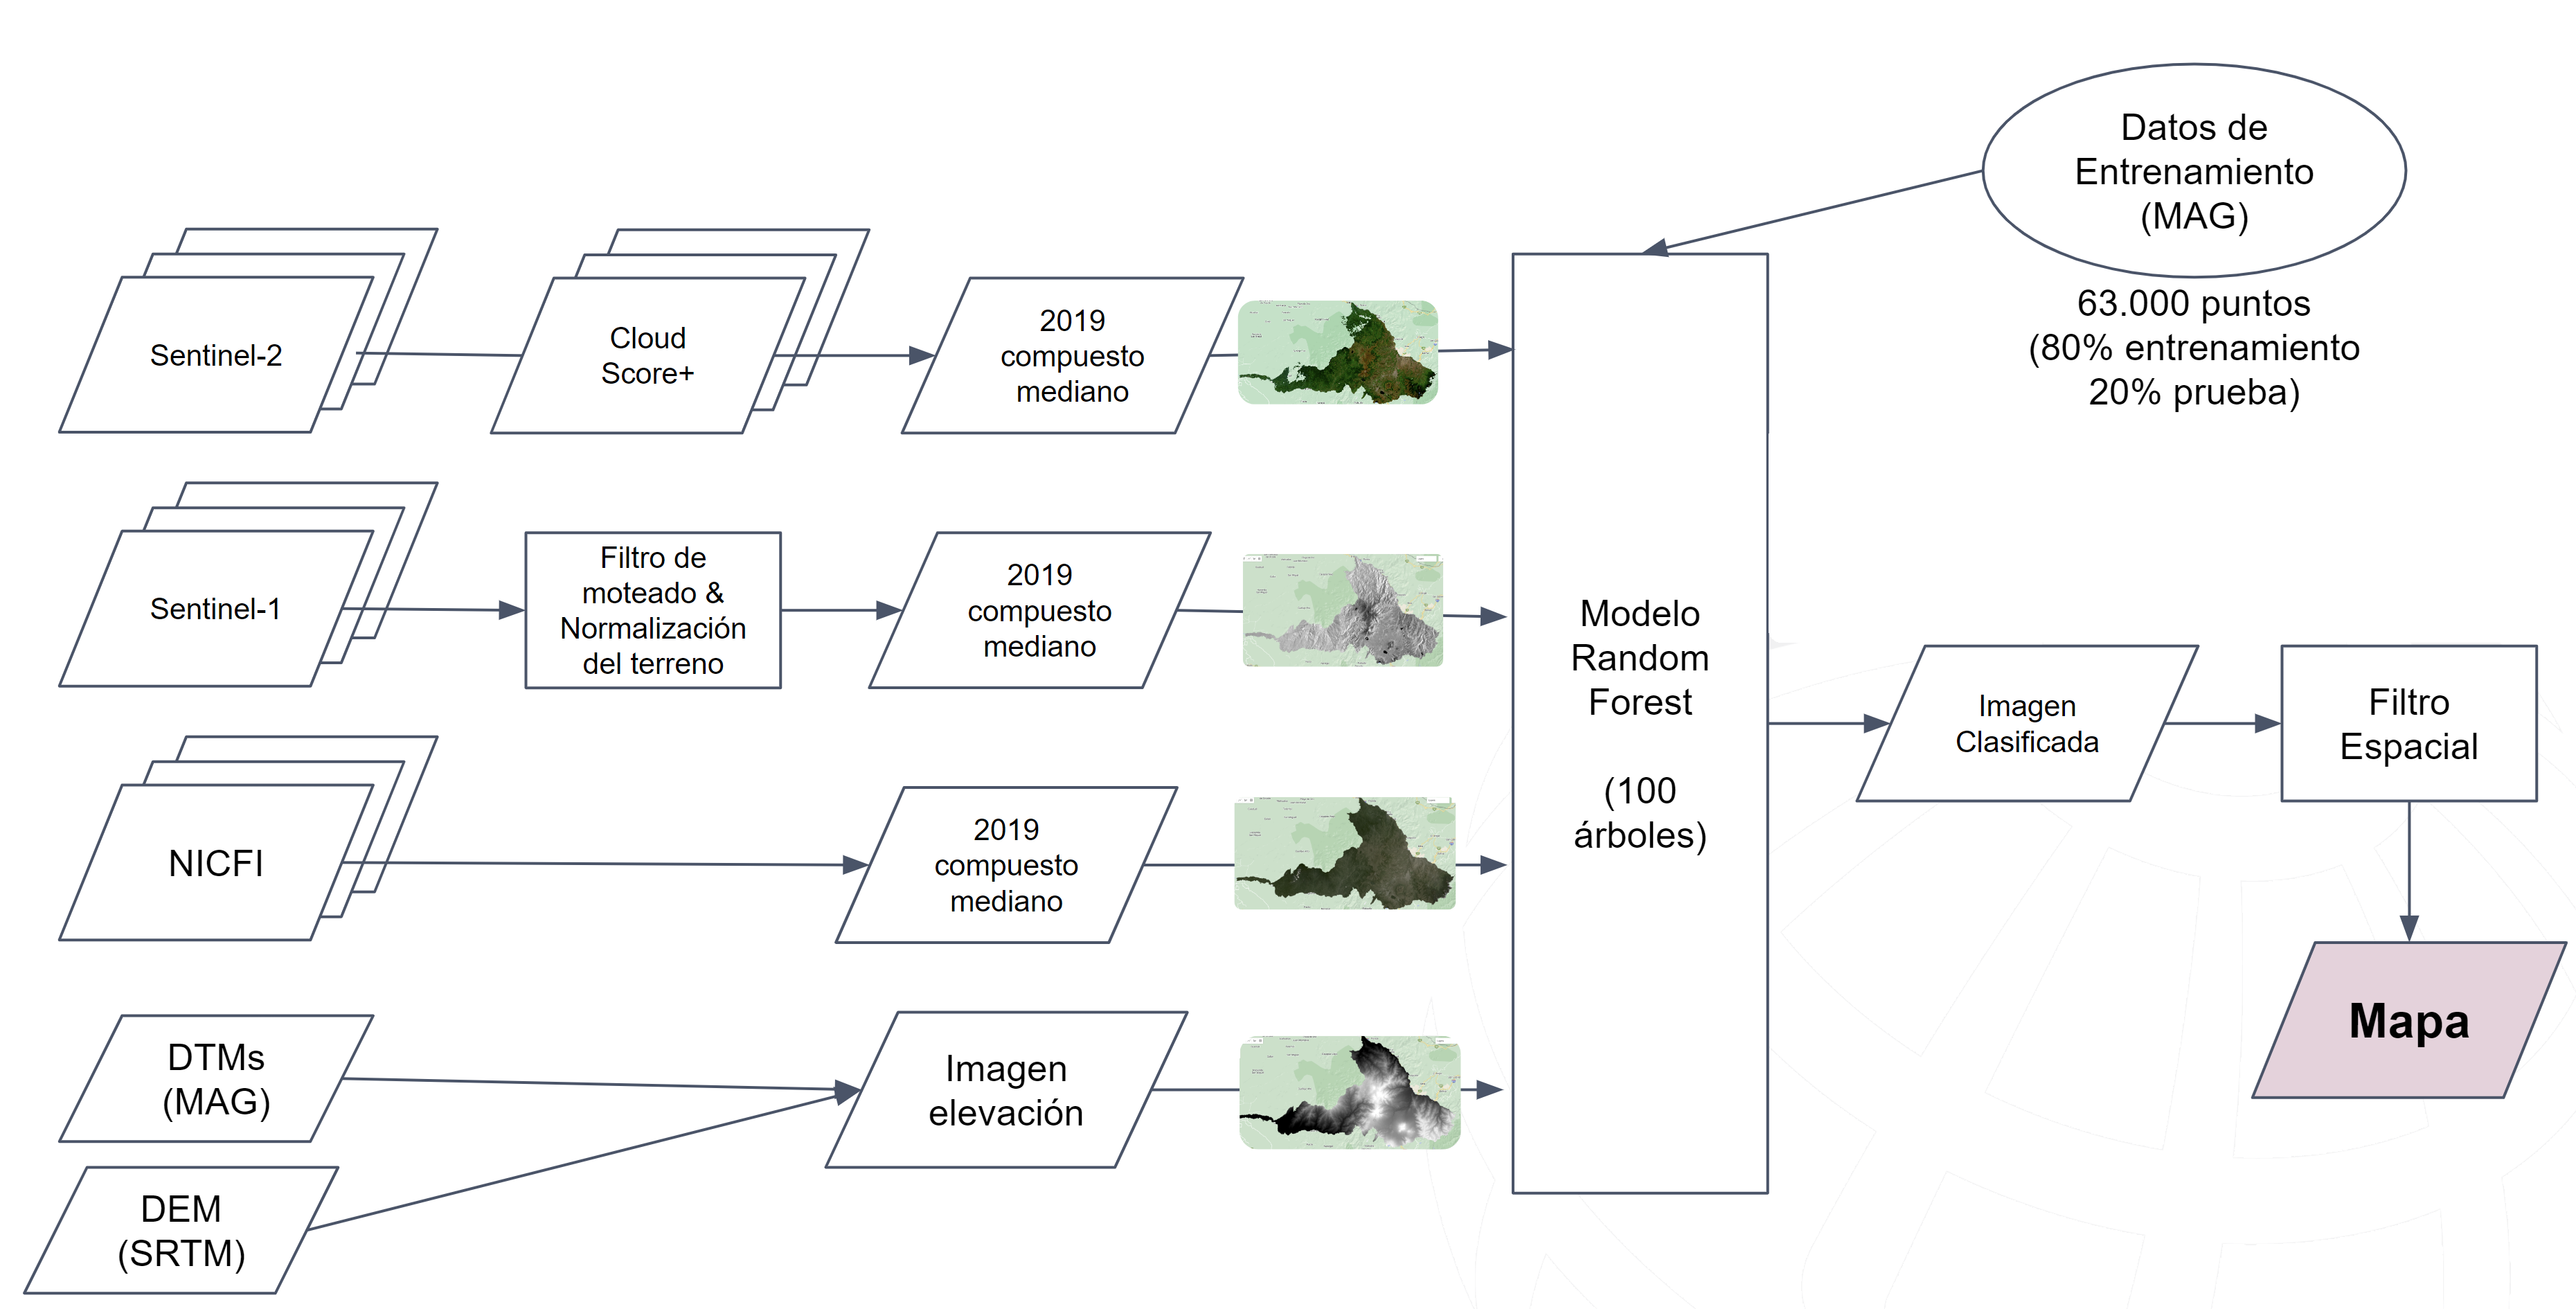 Datos de
Entrenamiento
(MAG)
63.000 puntos
(80% entrenamiento
20% prueba)
Sentinel-2
Cloud
Score+
2019
compuesto
mediano
Sentinel-1
Filtro de
moteado &
Normalización
del terreno
2019
compuesto
mediano
NICFI
2019
compuesto
mediano
DTMs
(MAG)
DEM
(SRTM)
Imagen
elevación
Modelo
Random
Forest
(100
árboles)
Imagen
Clasificada
Filtro
Espacial
Mapa